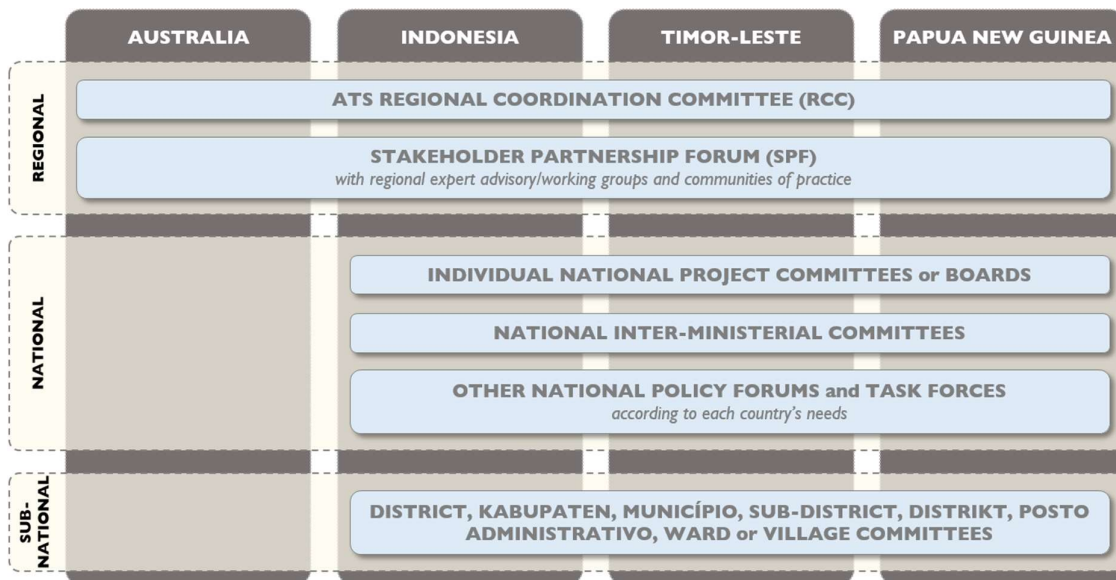 AUSTRALIA
INDONESIA
TIMOR-LESTE
PAPUA NEW GUINEA
REGIONAL
ATS REGIONAL COORDINATION COMMITTEE (RCC)
STAKEHOLDER PARTNERSHIP FORUM (SPF)
with regional expert advisory/working groups and communities of practice
NATIONAL
INDIVIDUAL NATIONAL PROJECT COMMITTEES or BOARDS
NATIONAL INTER-MINISTERIAL COMMITTEES
OTHER NATIONAL POLICY FORUMS and TASK FORCES
according to each country's needs
SUB-
NATIONAL
DISTRICT, KABUPATEN, MUNICÍPIO, SUB-DISTRICT, DISTRIKT, POSTO
ADMINISTRATIVO, WARD or VILLAGE COMMITTEES